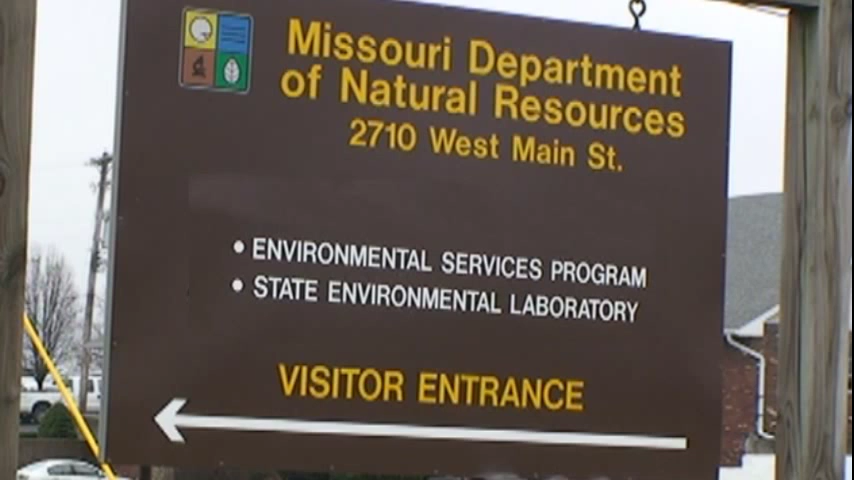 Missouri Department
of Natural Resources
2710 West Main St.
• ENVIRONMENTAL SERVICES PROGRAM
• STATE ENVIRONMENTAL LABORATORY
VISITOR ENTRANCE